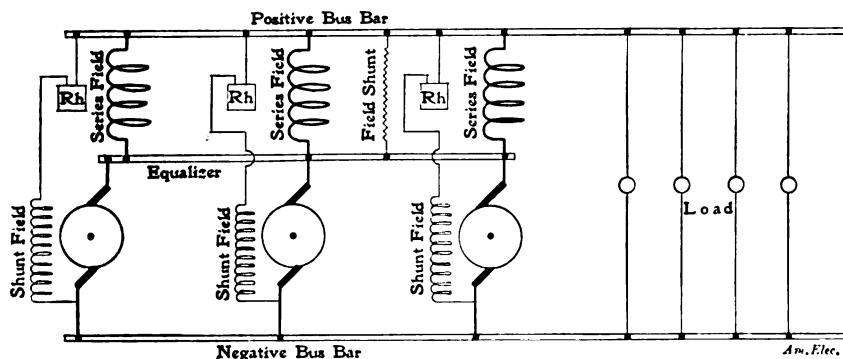 Positive Bus Bar
Series Field
Series Field
Field Shunt
Series Field
Rh
Rh
Rh
Equalizer
Shunt Field
Shunt Field
Shunt Field
Load
Negative Bus Bar
Am. Elec.